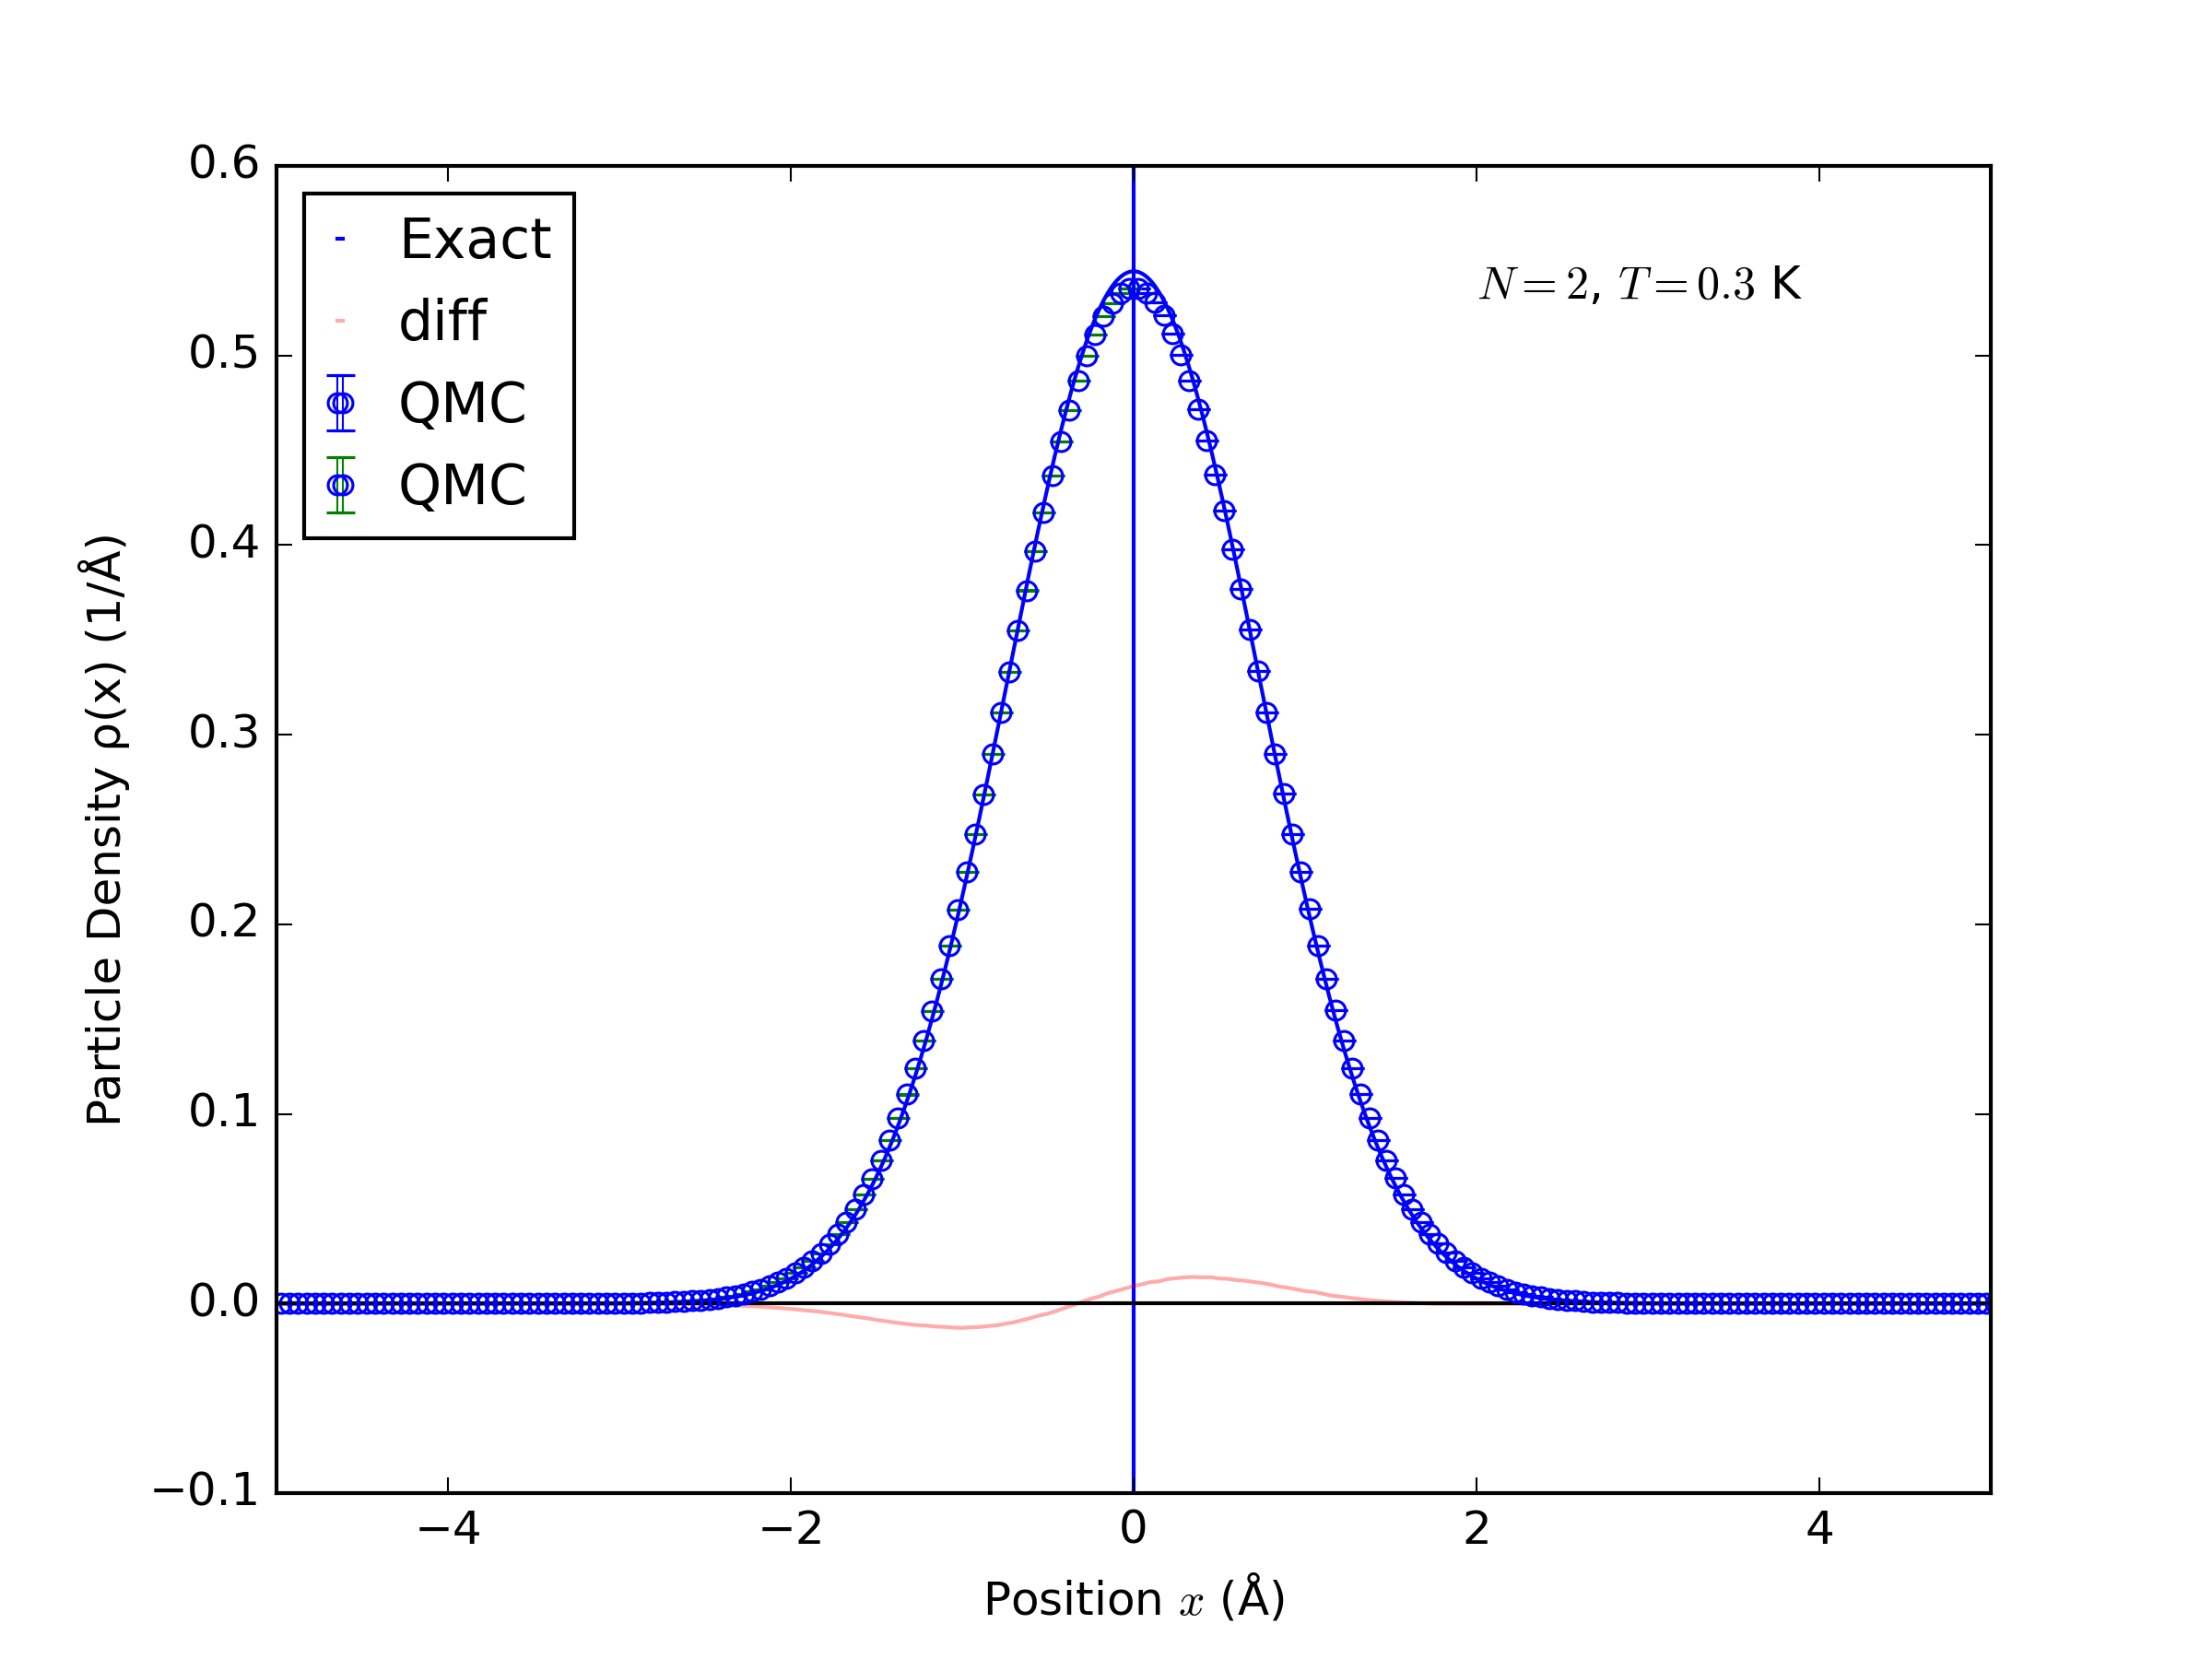 0.6
0.5
0.4
0.3
0.2
0.1
0.0
−0.1
Particle Density ρ(x) (1/Å)
Exact
diff
QMC
QMC
N = 2, T = 0.3 K
−4
−2
0
2
4
Position x (Å)